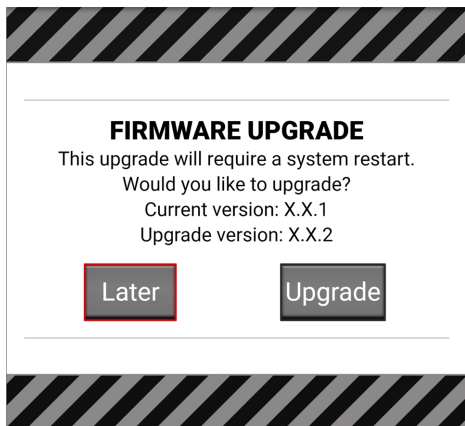 FIRMWARE UPGRADE
This upgrade will require a system restart.
Would you like to upgrade?
Current version: X.X.1
Upgrade version: X.X.2
Later Upgrade